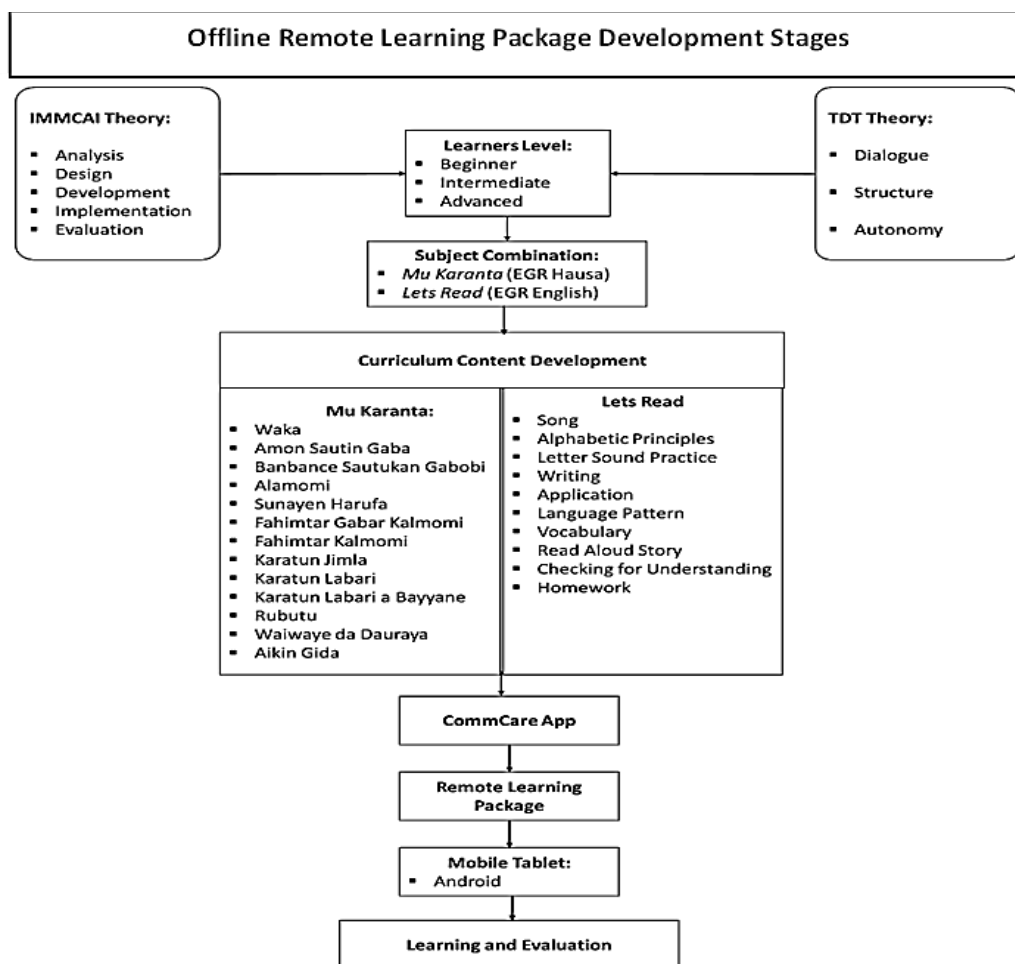 Offline Remote Learning Package Development Stages
IMMCAI Theory:
▪ Analysis
▪ Design
▪ Development
▪ Implementation
▪ Evaluation
Learners Level:
▪ Beginner
▪ Intermediate
▪ Advanced
TDT Theory:
▪ Dialogue
▪ Structure
▪ Autonomy
Subject Combination:
▪ Mu Karanta (EGR Hausa)
▪ Lets Read (EGR English)
Curriculum Content Development
Mu Karanta:
▪ Waka
▪ Amon Sautin Gaba
▪ Banbance Sautukan Gabobi
▪ Alamomi
▪ Sunayen Harufa
▪ Fahimtar Gabar Kalmomi
▪ Fahimtar Kalmomi
▪ Karatun Jimla
▪ Karatun Labari
▪ Karatun Labari a Bayyane
▪ Rubutu
▪ Waiwaye da Dauraya
▪ Aikin Gida
Lets Read
▪ Song
▪ Alphabetic Principles
▪ Letter Sound Practice
▪ Writing
▪ Application
▪ Language Pattern
▪ Vocabulary
▪ Read Aloud Story
▪ Checking for Understanding
▪ Homework
CommCare App
Remote Learning
Package
Mobile Tablet:
▪ Android
Learning and Evaluation